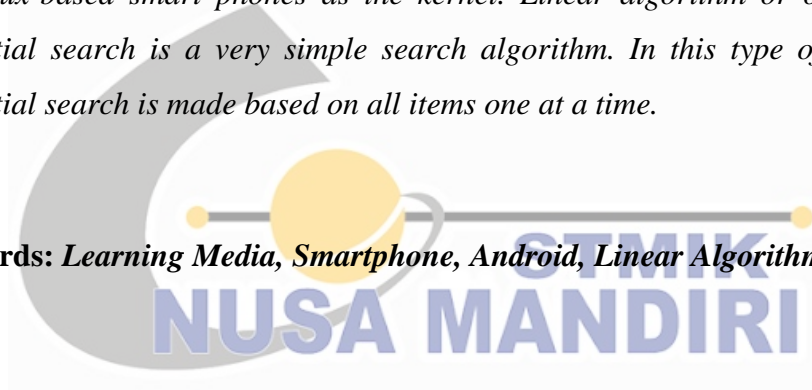 ux-based smart phones as the kernel. Linear algorithm or o
tial search is a very simple search algorithm. In this type o
tial search is made based on all items one at a time.
rds: Learning Media, Smartphone, Android, Linear Algorithm
STMIK
NUSA MANDIRI